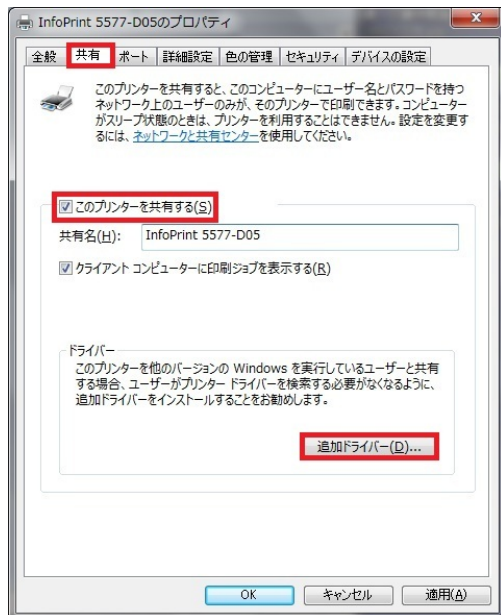 InfoPrint 5577-D05のプロパティ
全般 共有 ポート 詳細設定 色の管理 セキュリティ デバイスの設定
このプリンターを共有すると、このコンピューターにユーザー名とパスワードを持つ
ネットワーク上のユーザーのみが、そのプリンターで印刷できます。コンピューター
がスリープ状態のときは、プリンターを利用することはできません。設定を変更す
るには、ネットワークと共有センターを使用してください。
このプリンターを共有する(S)
共有名(H): InfoPrint 5577-D05
クライアント コンピューターに印刷ジョブを表示する(R)
ドライバー
このプリンターを他のバージョンの Windows を実行しているユーザーと共有
する場合、ユーザーがプリンター ドライバーを検索する必要がなくなるように、
追加ドライバーをインストールすることをお勧めします。
追加ドライバー(D)...
OK キャンセル 適用(A)